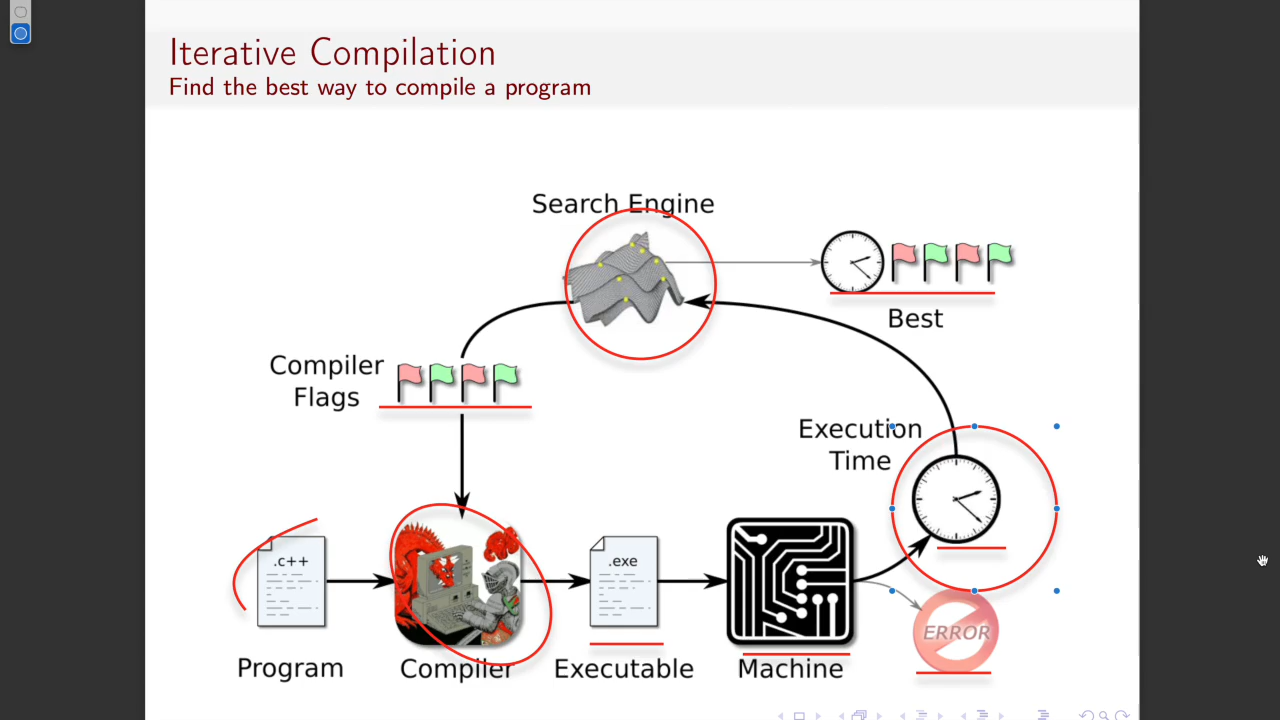 Iterative Compilation
Find the best way to compile a program
Search Engine
Best
Compiler
Flags
Execution
Time
.c++
.exe
ERROR
Program
Compiler
Executable
Machine